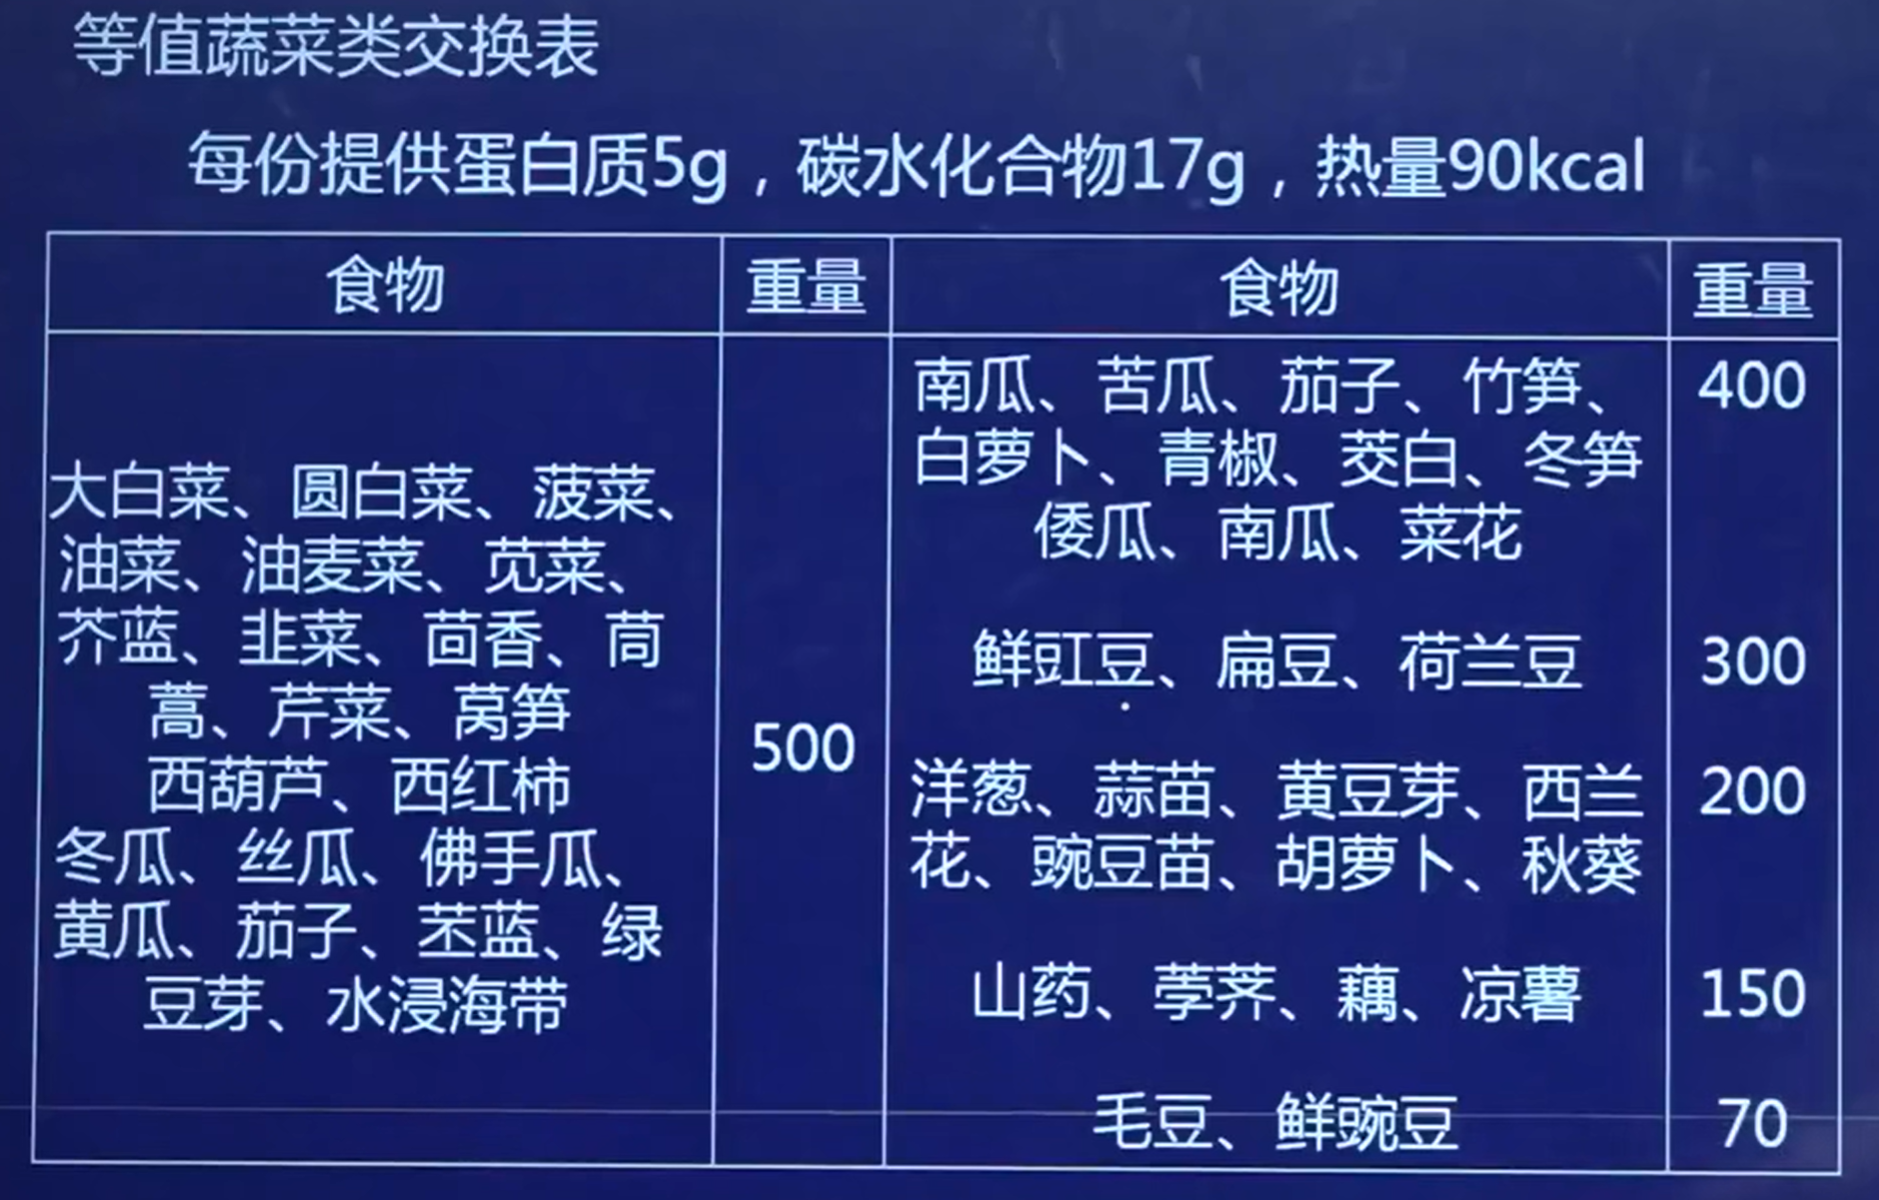 等值蔬菜类交换表
每份提供蛋白质5g，碳水化合物17g，热量90kcal
食物 重量 食物 重量
大白菜、圆白菜、菠菜、
油菜、油麦菜、苋菜、
芥蓝、韭菜、茴香、茼
蒿、芹菜、莴笋
西葫芦、西红柿
冬瓜、丝瓜、佛手瓜、
黄瓜、茄子、苤蓝、绿
豆芽、水浸海带
500
南瓜、苦瓜、茄子、竹笋、 400
白萝卜、青椒、茭白、冬笋
倭瓜、南瓜、菜花
鲜豇豆、扁豆、荷兰豆 300
洋葱、蒜苗、黄豆芽、西兰 200
花、豌豆苗、胡萝卜、秋葵
山药、荸荠、藕、凉薯 150
毛豆、鲜豌豆 70